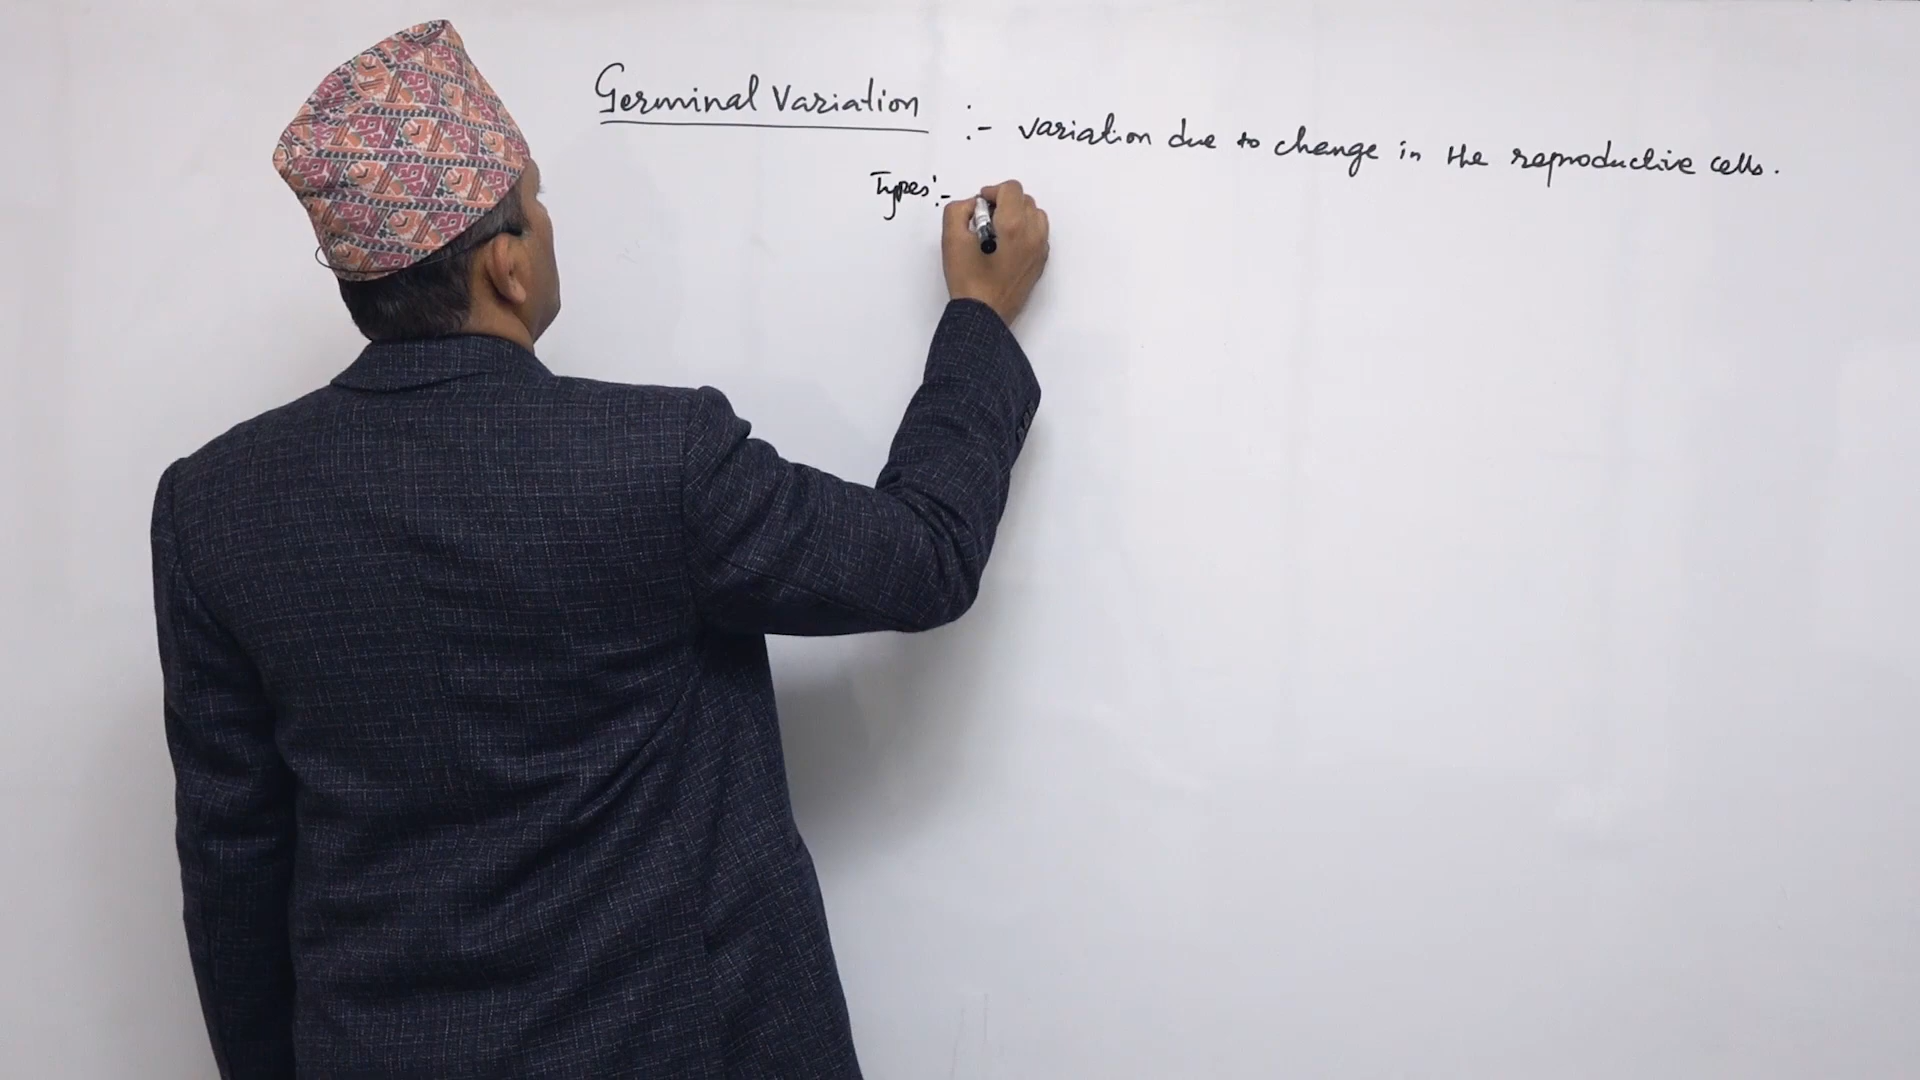 Germinal Variation :- variation due to change in the reproductive cells.
Types:-